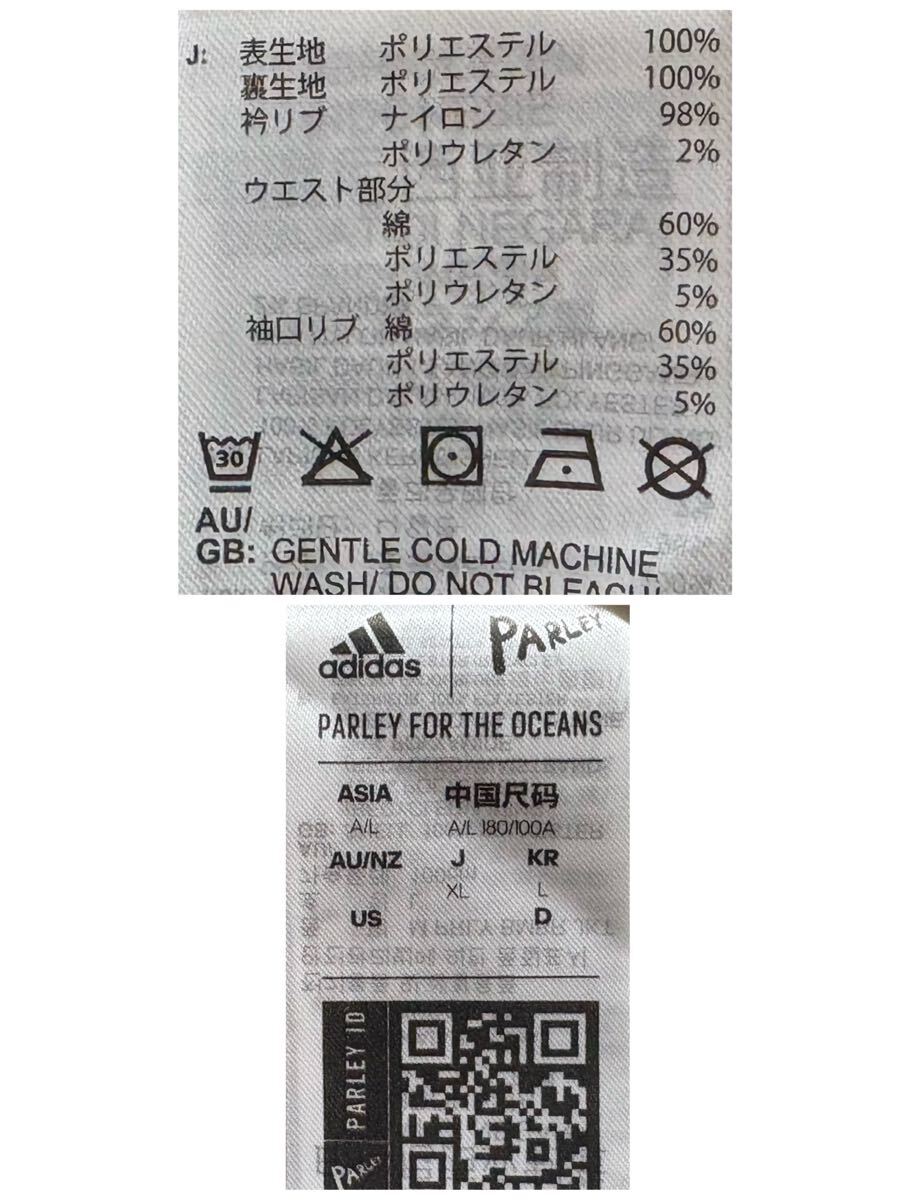 J: 表生地 ポリエステル 100%
裏生地 ポリエステル 100%
衿リブ ナイロン 98%
ポリウレタン 2%
ウエスト部分
綿 60%
ポリエステル 35%
ポリウレタン 5%
袖口リブ 綿 60%
ポリエステル 35%
ポリウレタン 5%
30
AU/
GB: GENTLE COLD MACHINE
WASH/ DO NOT BLEACH/
adidas PARLEY
PARLEY FOR THE OCEANS
ASIA 中国尺码
A/L A/L 180/100A
AU/NZ J KR
XL L
US D
PARLEY ID
PARLEY